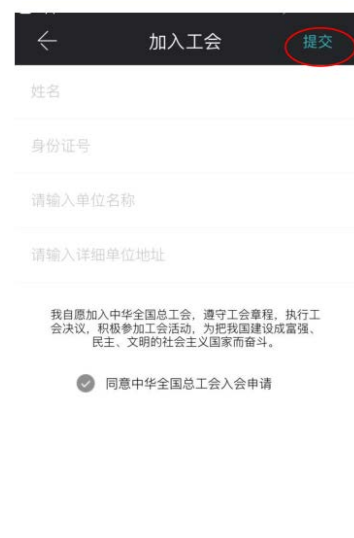 加入工会
提交
姓名
身份证号
请输入单位名称
请输入详细单位地址
我自愿加入中华全国总工会，遵守工会章程，执行工
会决议，积极参加工会活动，为把我国建设成富强、
民主、文明的社会主义国家而奋斗。
同意中华全国总工会入会申请